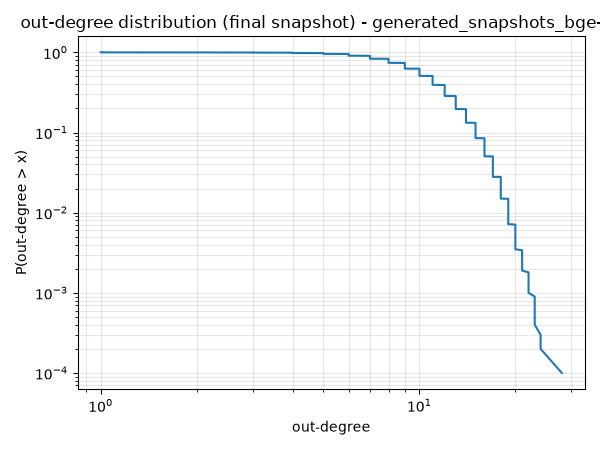 out-degree distribution (final snapshot) - generated_snapshots_bge-
10⁰
10⁻¹
10⁻²
10⁻³
10⁻⁴
P(out-degree > x)
10⁰ 10¹
out-degree